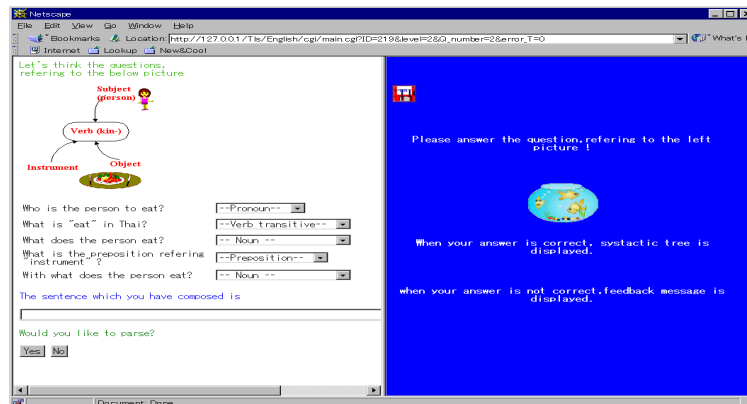 Netscape
File Edit View Go Window Help
Bookmarks Location: http://127.0.0.1/Tls/English/cgi/main.cgi?ID=219&level=2&Q_number=2&error_T=0 What's
Internet Lookup New&Cool
Let's think the questions,
refering to the below picture
Subject
(person)
Verb (kin-)
Instrument Object
Who is the person to eat? --Pronoun--
What is "eat" in Thai? --Verb transitive--
What does the person eat? -- Noun --
What is the preposition refering
"instrument" ? --Preposition--
With what does the person eat? -- Noun --
The sentence which you have composed is
Would you like to parse?
Yes No
Please answer the question,refering to the left
picture !
When your answer is correct, systactic tree is
displayed.
when your answer is not correct,feedback message is
displayed.
Document: Done